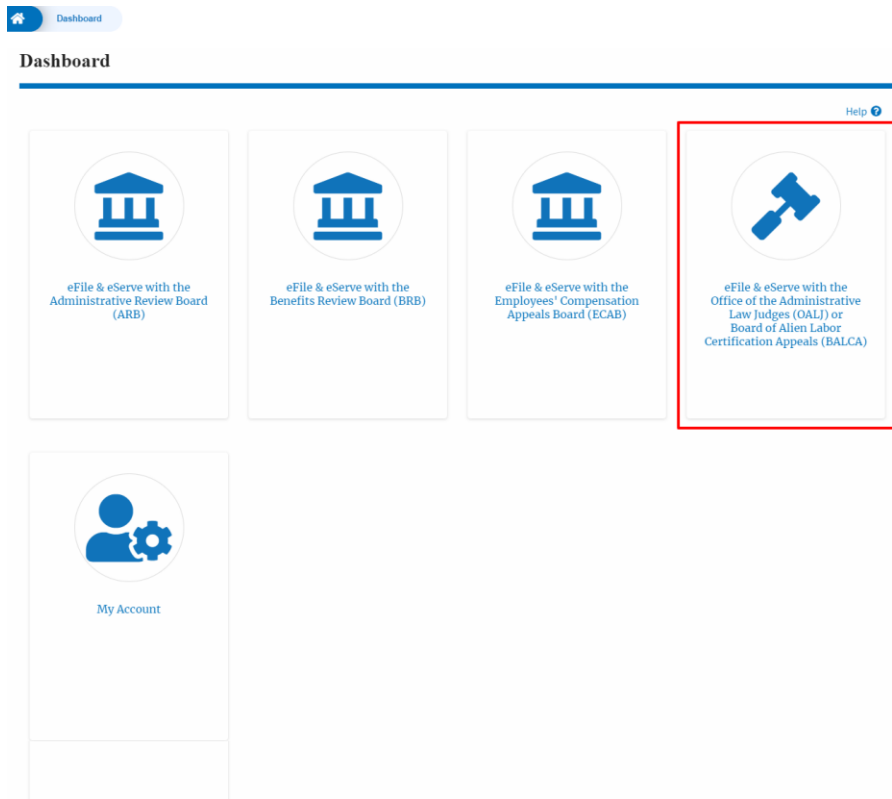 Dashboard
Dashboard
Help
eFile & eServe with the
Administrative Review Board
(ARB)
eFile & eServe with the
Benefits Review Board (BRB)
eFile & eServe with the
Employees' Compensation
Appeals Board (ECAB)
eFile & eServe with the
Office of the Administrative
Law Judges (OALJ) or
Board of Alien Labor
Certification Appeals (BALCA)
My Account